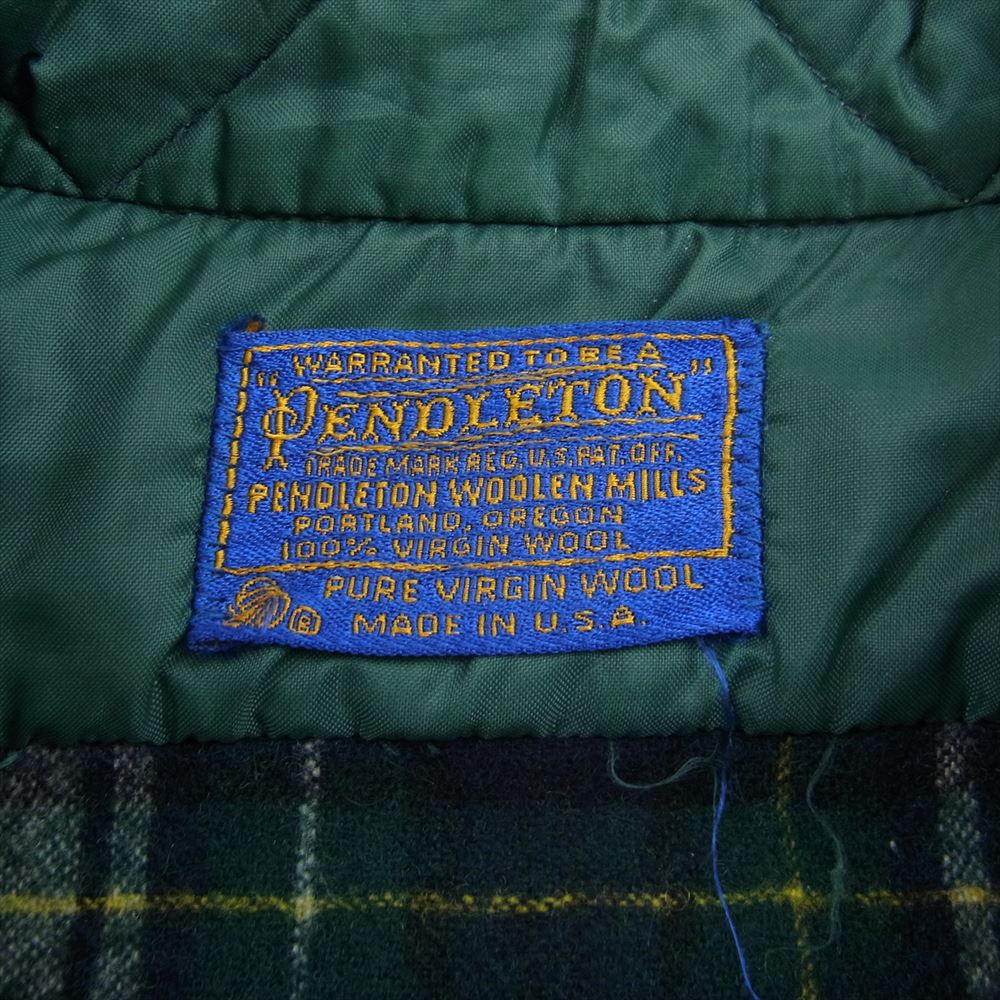 WARRANTED TO BE A
"PENDLETON"
TRADE MARK REG. U.S. PAT. OFF.
PENDLETON WOOLEN MILLS
PORTLAND, OREGON
100% VIRGIN WOOL
PURE VIRGIN WOOL
® MADE IN U.S.A.